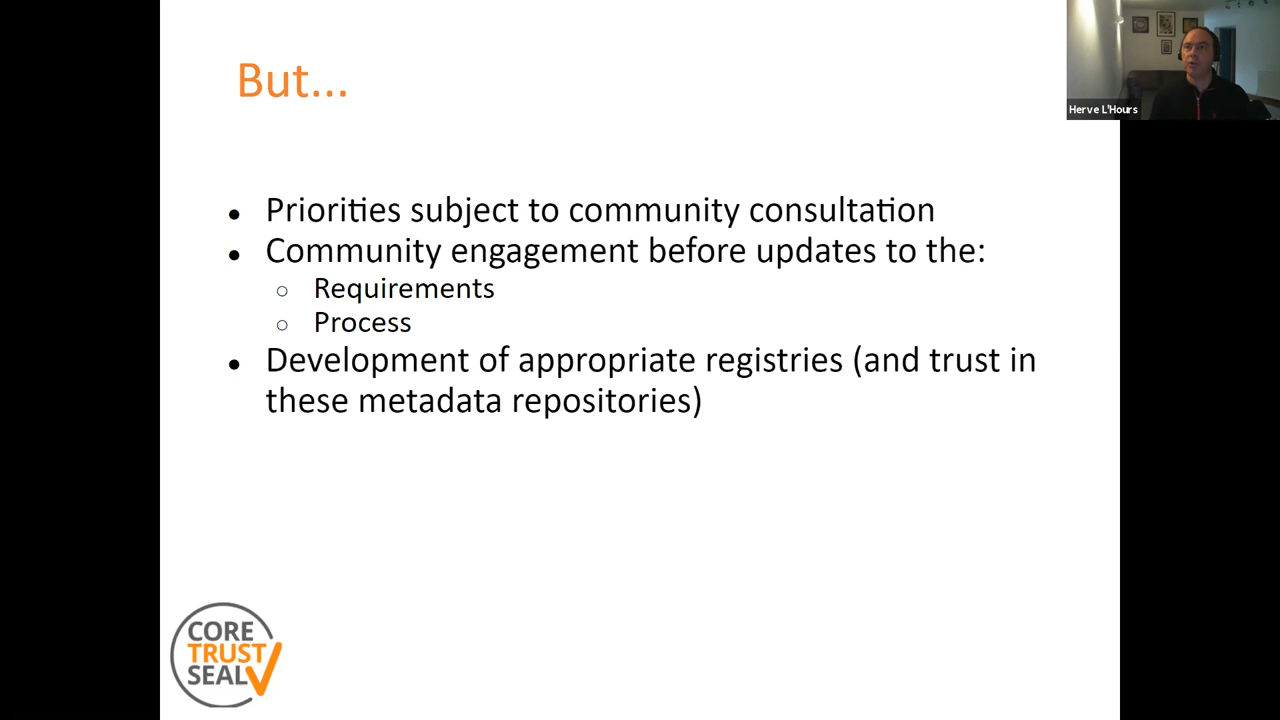 But...
Herve L'Hours
● Priorities subject to community consultation
● Community engagement before updates to the:
○ Requirements
○ Process
● Development of appropriate registries (and trust in
these metadata repositories)
CORE
TRUST
SEAL